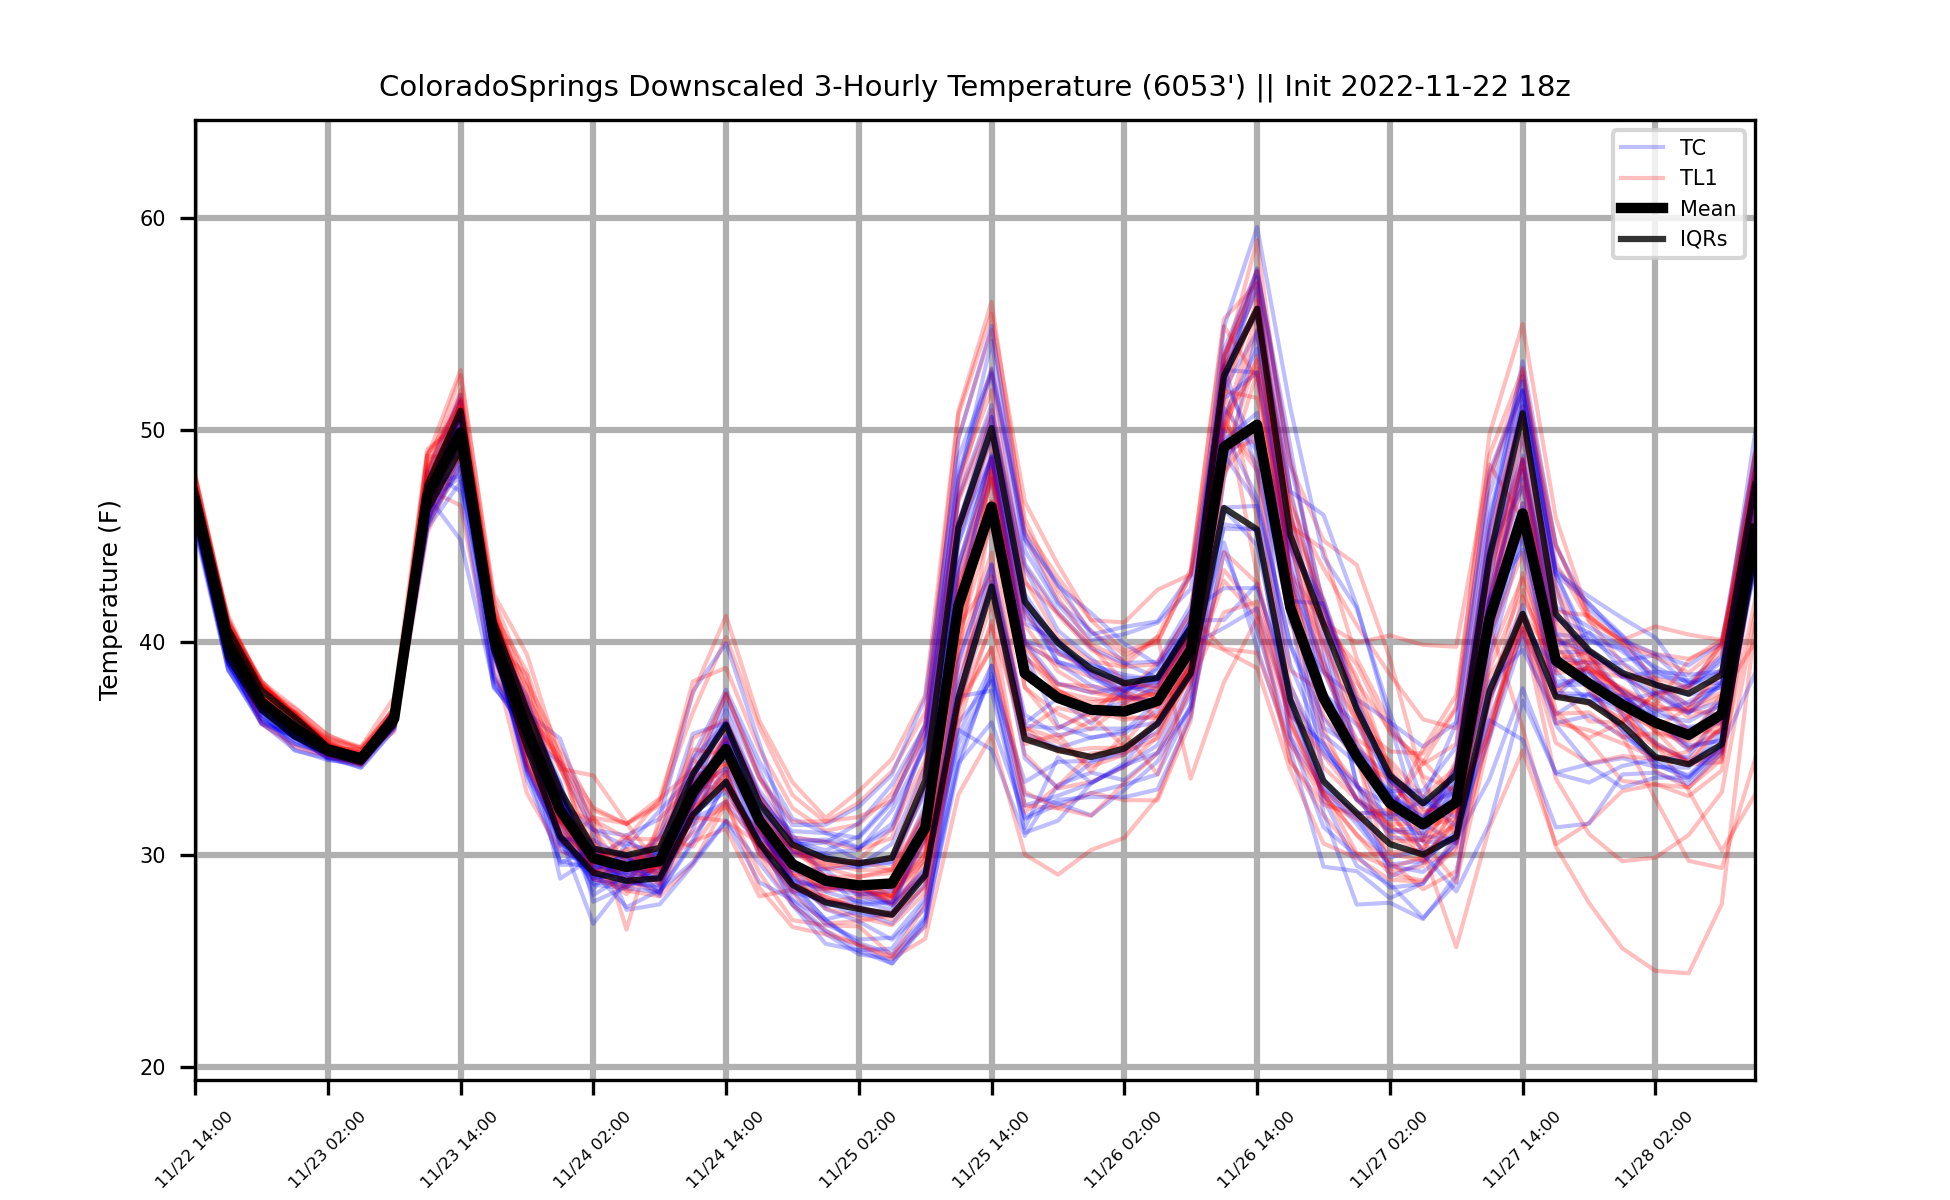 ColoradoSprings Downscaled 3-Hourly Temperature (6053') || Init 2022-11-22 18z
TC
TL1
Mean
IQRs
Temperature (F)
60
50
40
30
20
11/22 14:00
11/23 02:00
11/23 14:00
11/24 02:00
11/24 14:00
11/25 02:00
11/25 14:00
11/26 02:00
11/26 14:00
11/27 02:00
11/27 14:00
11/28 02:00